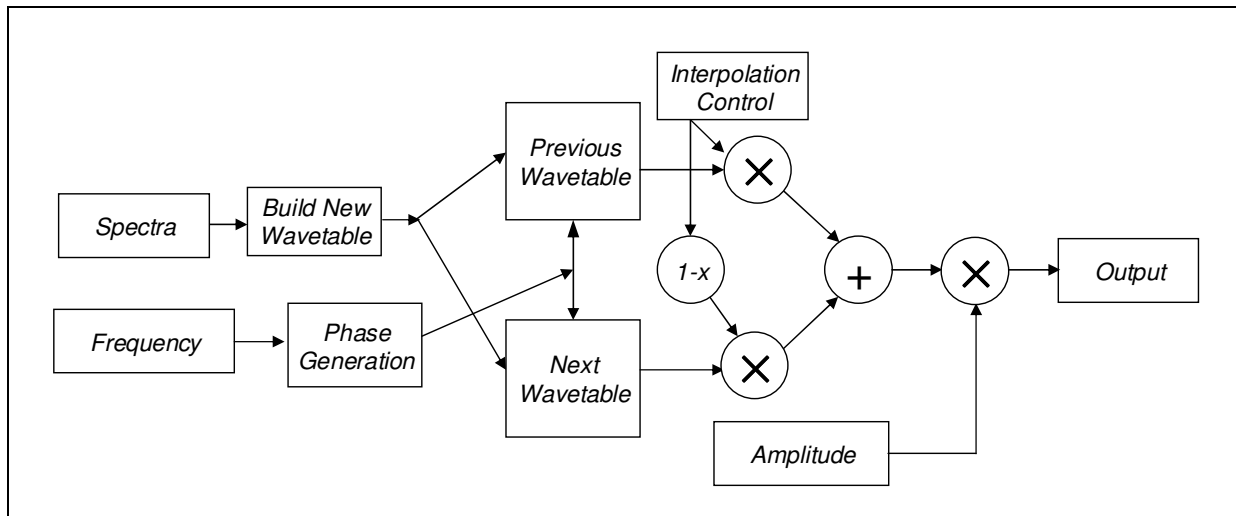 Interpolation
Control
Previous
Wavetable
×
Spectra
Build New
Wavetable
1-x
+
×
Output
Frequency
Phase
Generation
Next
Wavetable
×
Amplitude